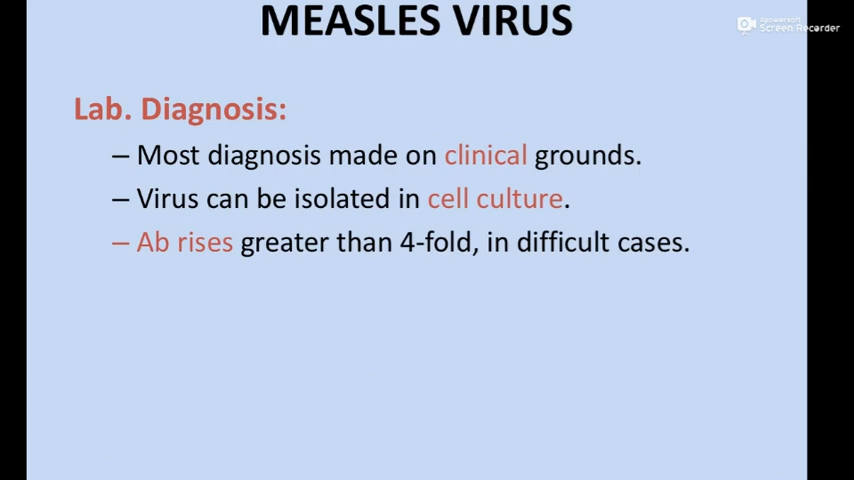 MEASLES VIRUS
Apowersoft
Screen Recorder
Lab. Diagnosis:
– Most diagnosis made on clinical grounds.
– Virus can be isolated in cell culture.
– Ab rises greater than 4-fold, in difficult cases.